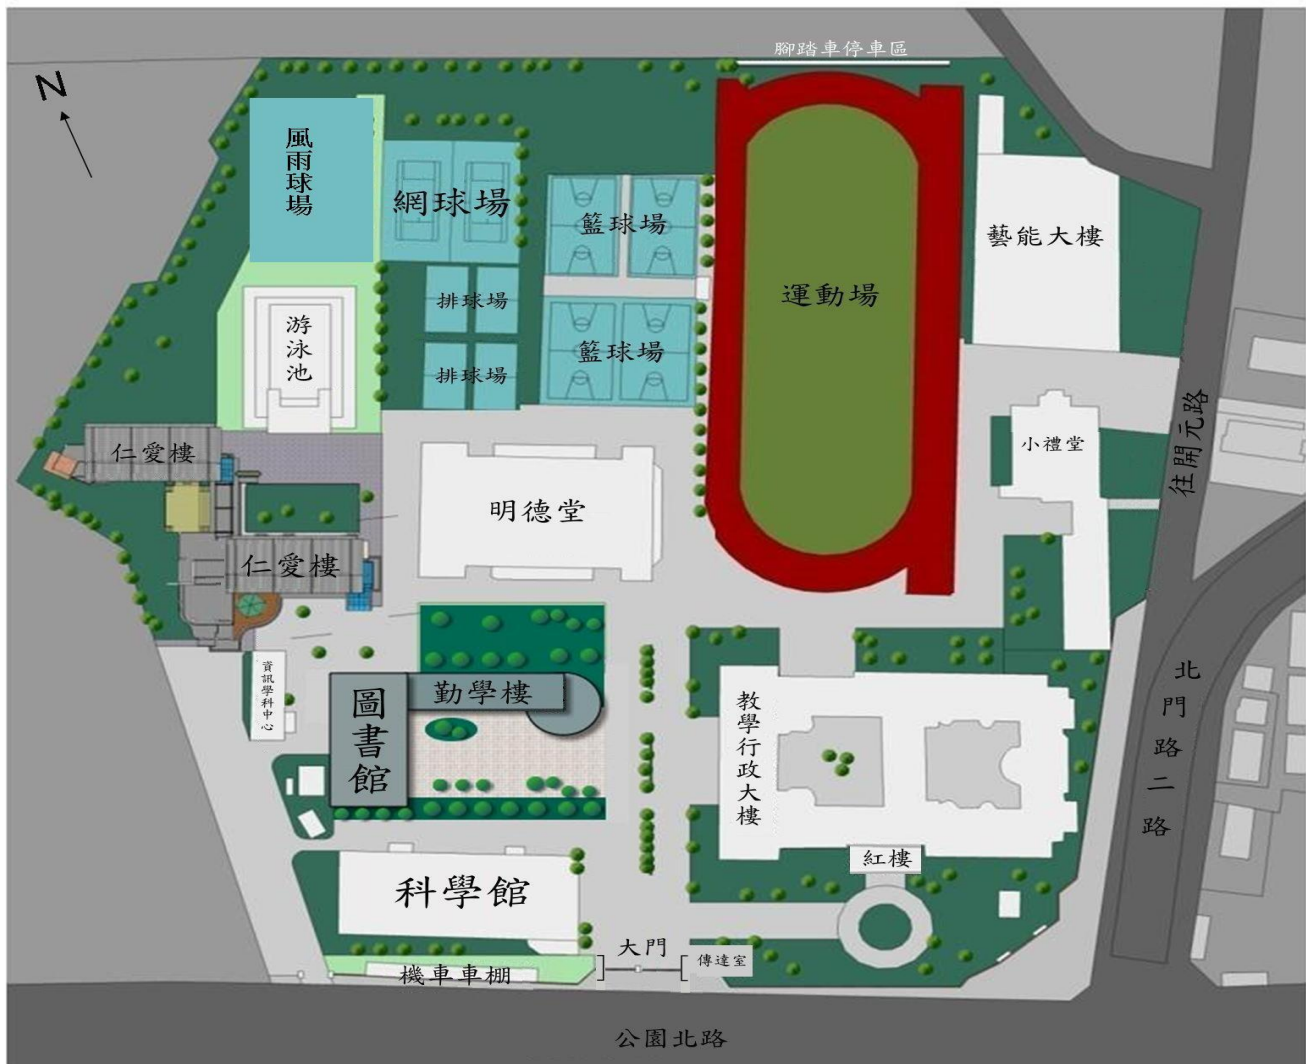 腳踏車停車區
N
風雨球場
網球場
籃球場
藝能大樓
運動場
排球場
游泳池
籃球場
排球場
往開元路
小禮堂
仁愛樓
明德堂
仁愛樓
資訊學科中心
圖書館
勤學樓
教學行政大樓
北門路二路
紅樓
科學館
大門
傳達室
機車車棚
公園北路